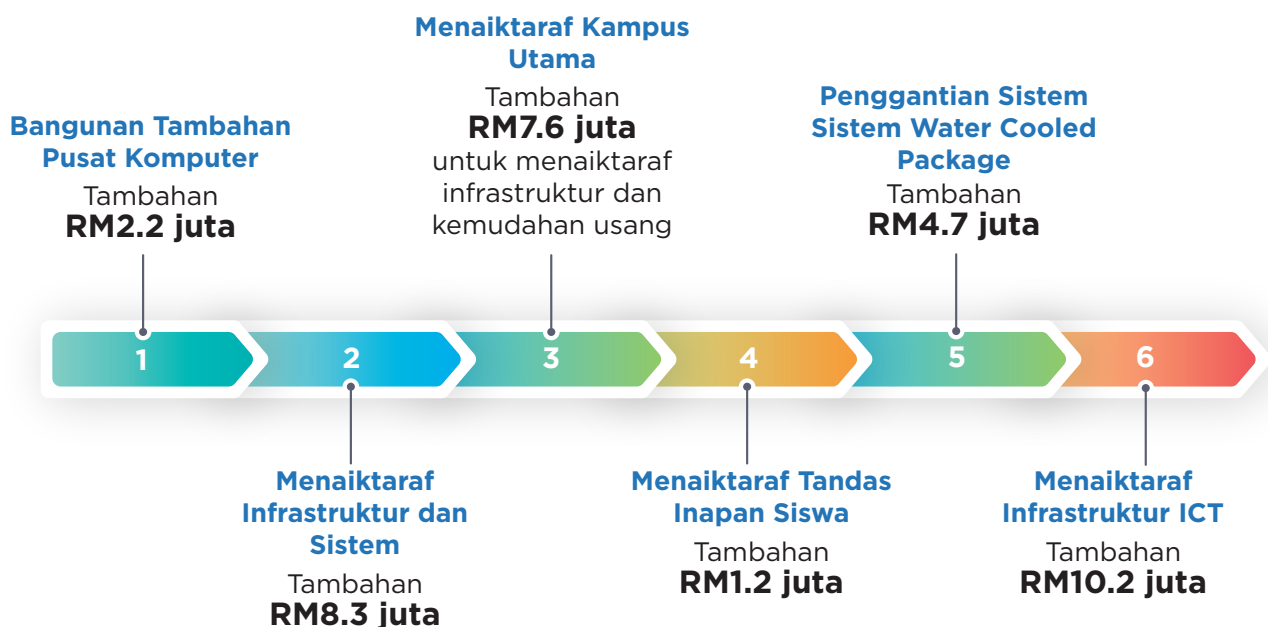 Bangunan Tambahan
Pusat Komputer
Tambahan
RM2.2 juta
1
Menaiktaraf
Infrastruktur dan
Sistem
Tambahan
RM8.3 juta
2
Menaiktaraf Kampus
Utama
Tambahan
RM7.6 juta
untuk menaiktaraf
infrastruktur dan
kemudahan usang
3
Menaiktaraf Tandas
Inapan Siswa
Tambahan
RM1.2 juta
4
Penggantian Sistem
Sistem Water Cooled
Package
Tambahan
RM4.7 juta
5
Menaiktaraf
Infrastruktur ICT
Tambahan
RM10.2 juta
6